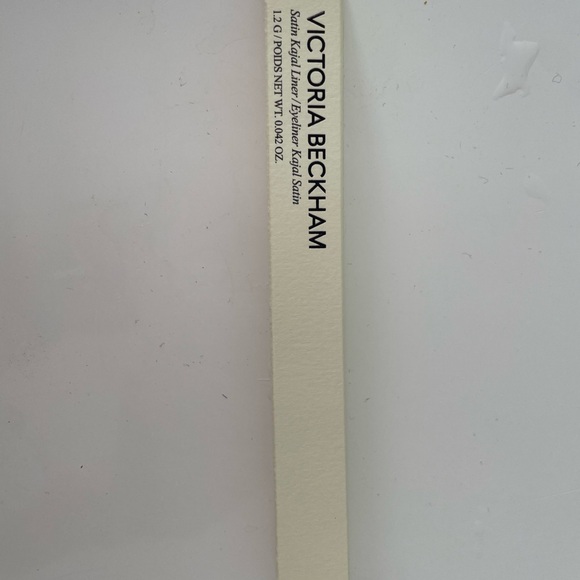 VICTORIA BECKHAM
Satin Kajal Liner / Eyeliner Kajal Satin
1.2 G / POIDS NET WT. 0.042 OZ.